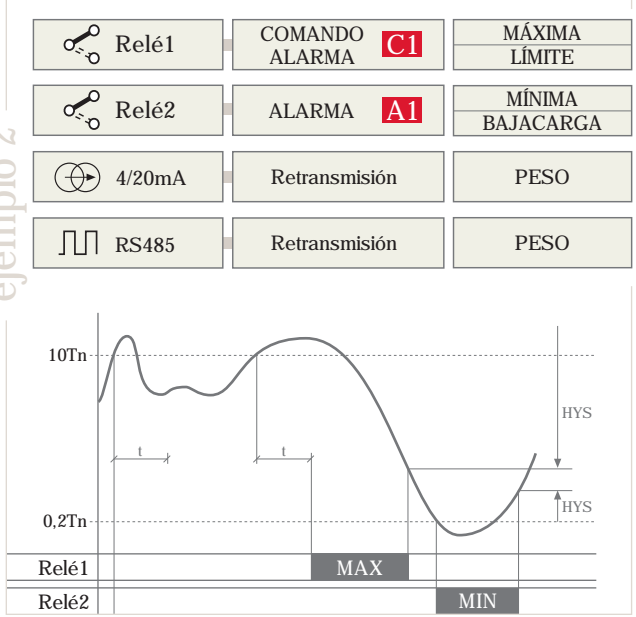 ejemplo 2
Relé1
COMANDO
ALARMA
C1
MÁXIMA
LÍMITE
Relé2
ALARMA
A1
MÍNIMA
BAJACARGA
4/20mA
Retransmisión
PESO
RS485
Retransmisión
PESO
10Tn
HYS
t
t
HYS
0,2Tn
Relé1
MAX
Relé2
MIN